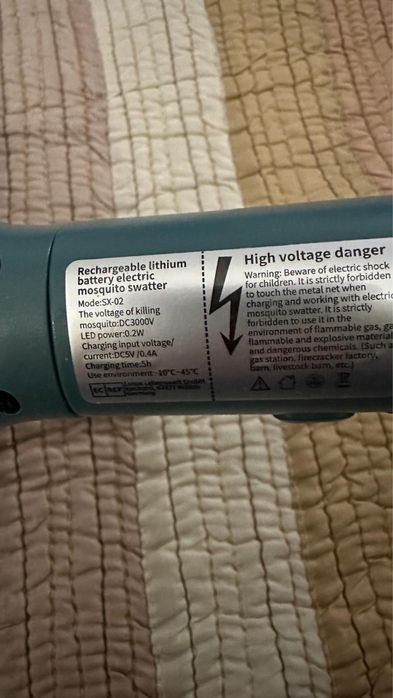 Rechargeable lithium
battery electric
mosquito swatter
Mode:SX-02
The voltage of killing
mosquito:DC3000V
LED power:0.2W
Charging input voltage/
current:DC5V /0.4A
Charging time:5h
Use environment:-10°C~45°C
EC REP
High voltage danger
Warning: Beware of electric shock
for children. It is strictly forbidden
to touch the metal net when
charging and working with electric
mosquito swatter. It is strictly
forbidden to use it in the
environment of flammable gas, ga
flammable and explosive material
and dangerous chemicals. (Such a
gas station, firecracker factory,
barn, livestock barn, etc.)